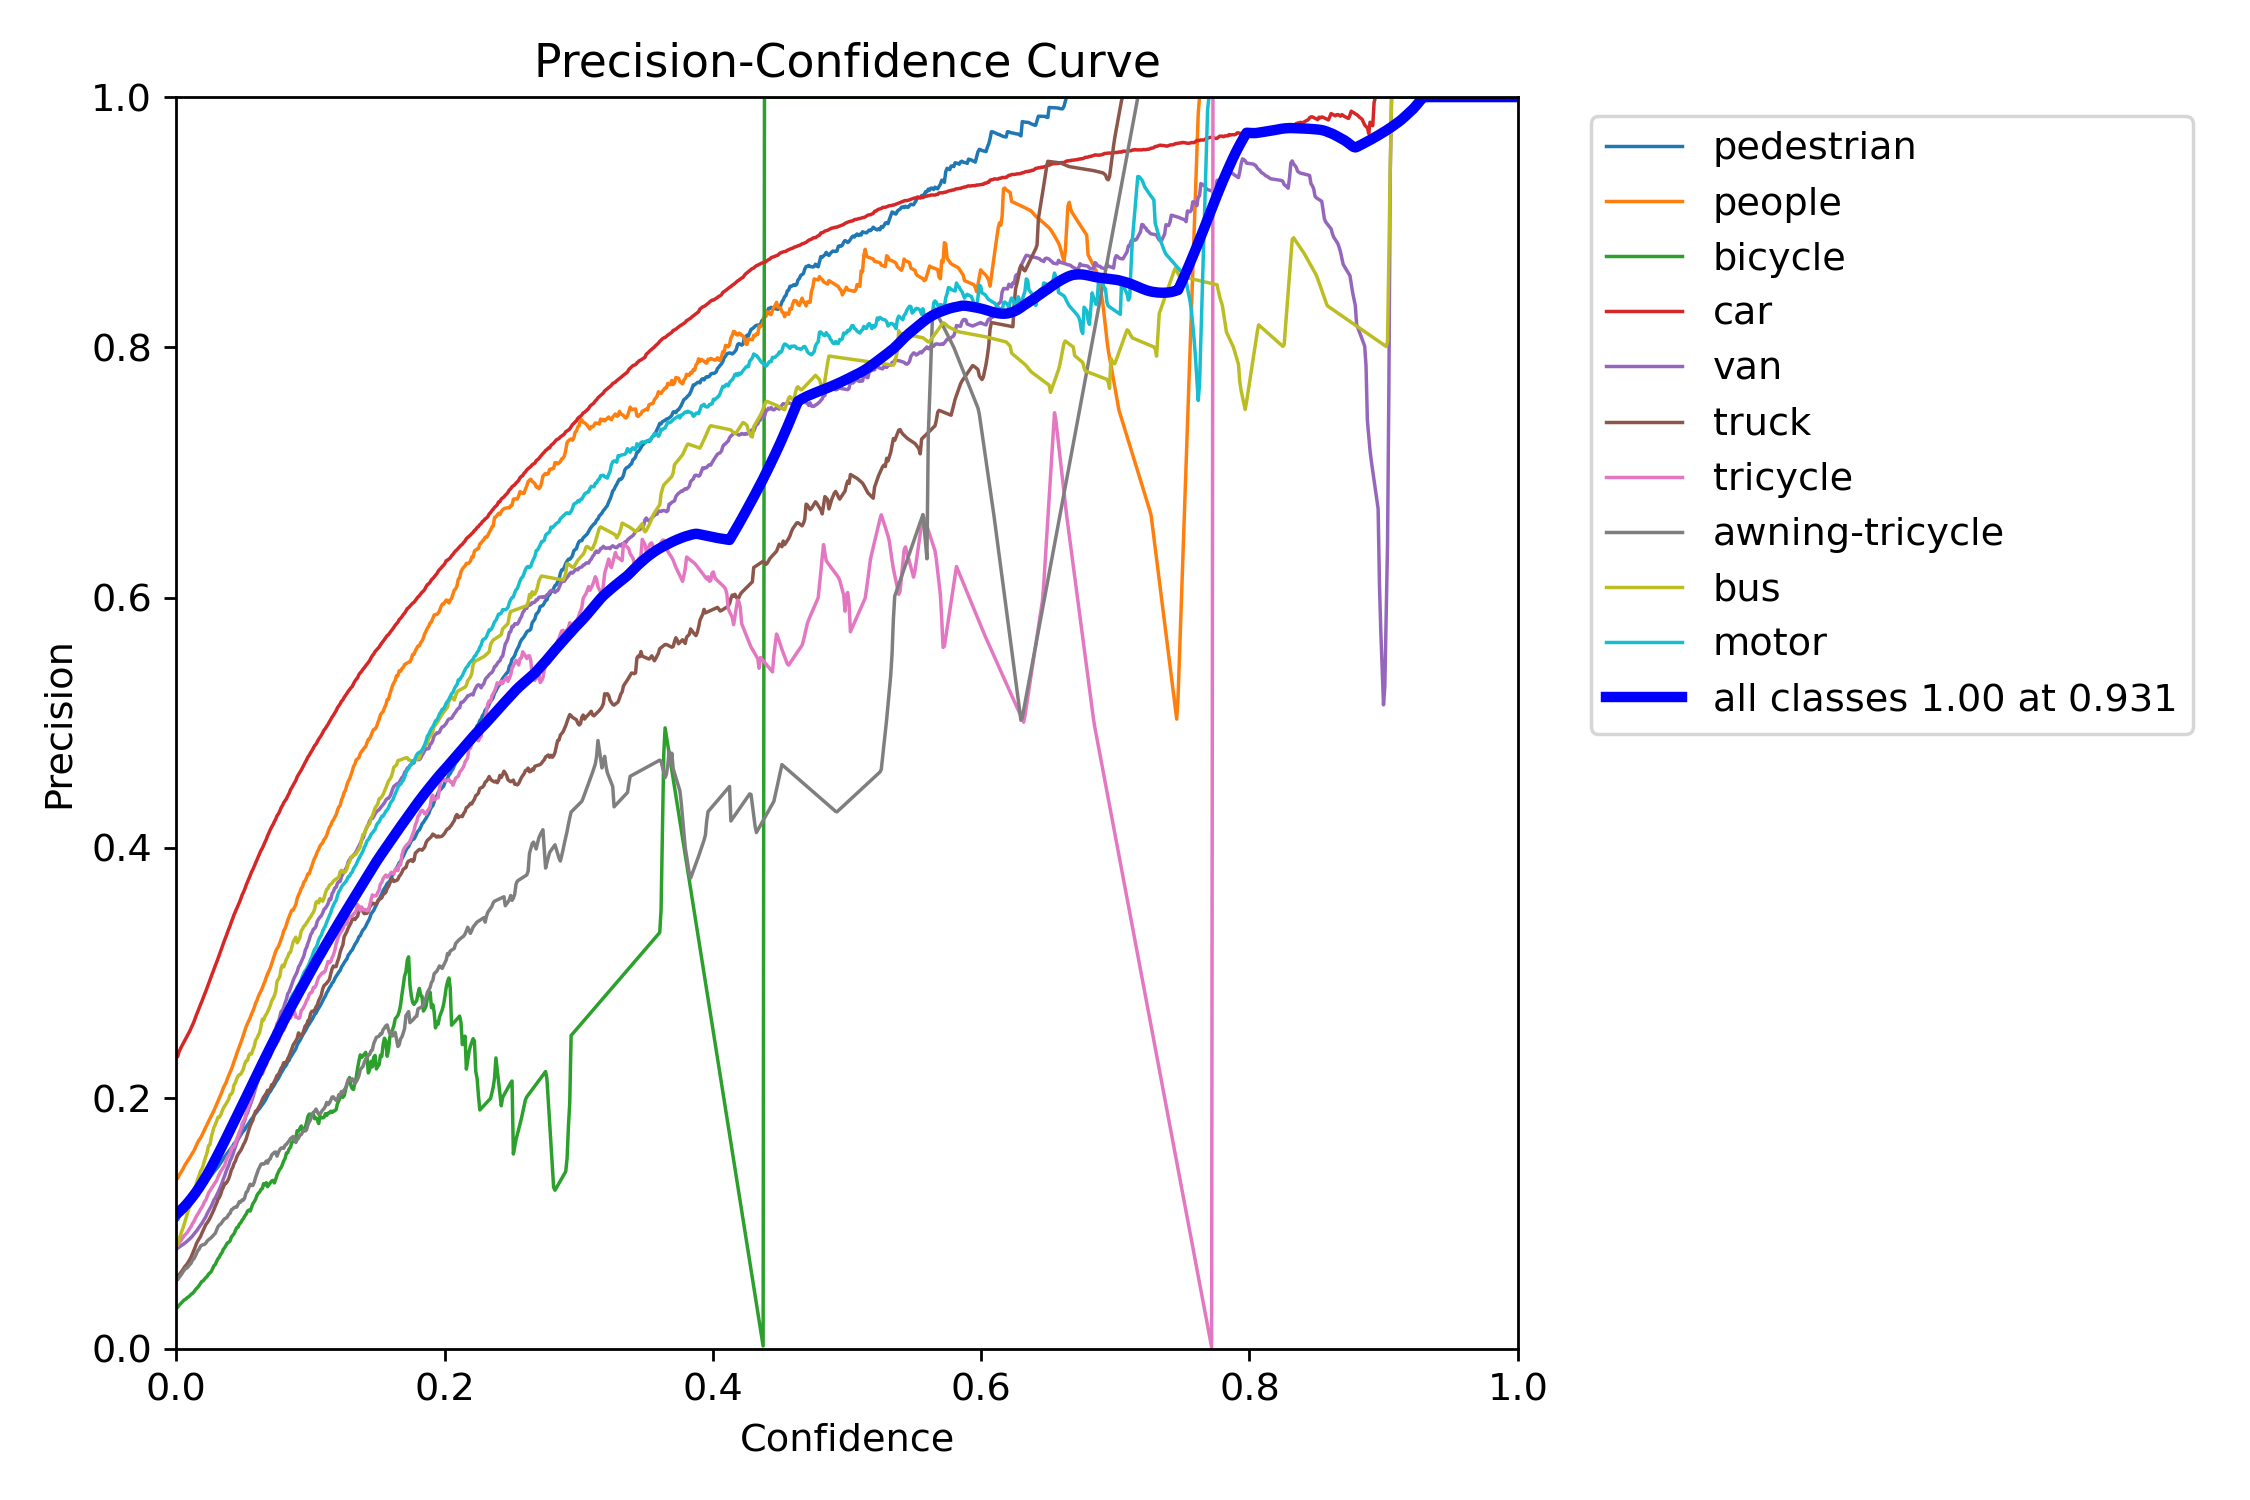 Precision-Confidence Curve
1.0
0.8
0.6
0.4
0.2
0.0
Precision
0.0 0.2 0.4 0.6 0.8 1.0
Confidence
pedestrian
people
bicycle
car
van
truck
tricycle
awning-tricycle
bus
motor
all classes 1.00 at 0.931